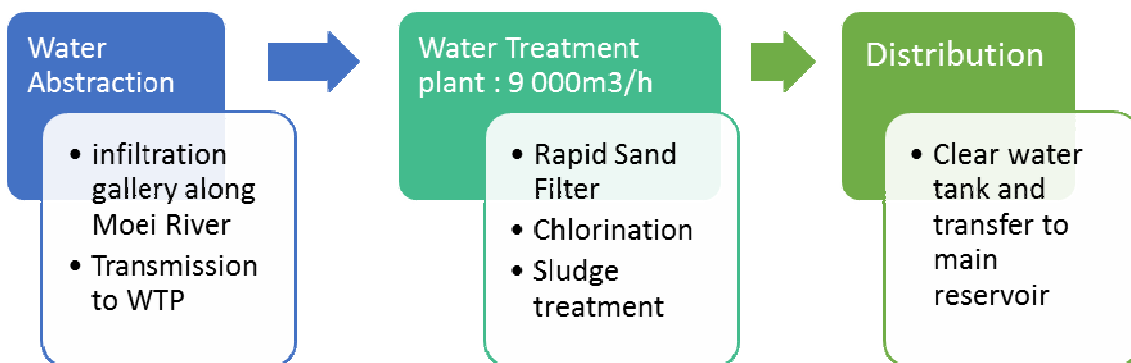 Water
Abstraction
• infiltration
gallery along
Moei River
• Transmission
to WTP
Water Treatment
plant : 9 000m3/h
• Rapid Sand
Filter
• Chlorination
• Sludge
treatment
Distribution
• Clear water
tank and
transfer to
main
reservoir